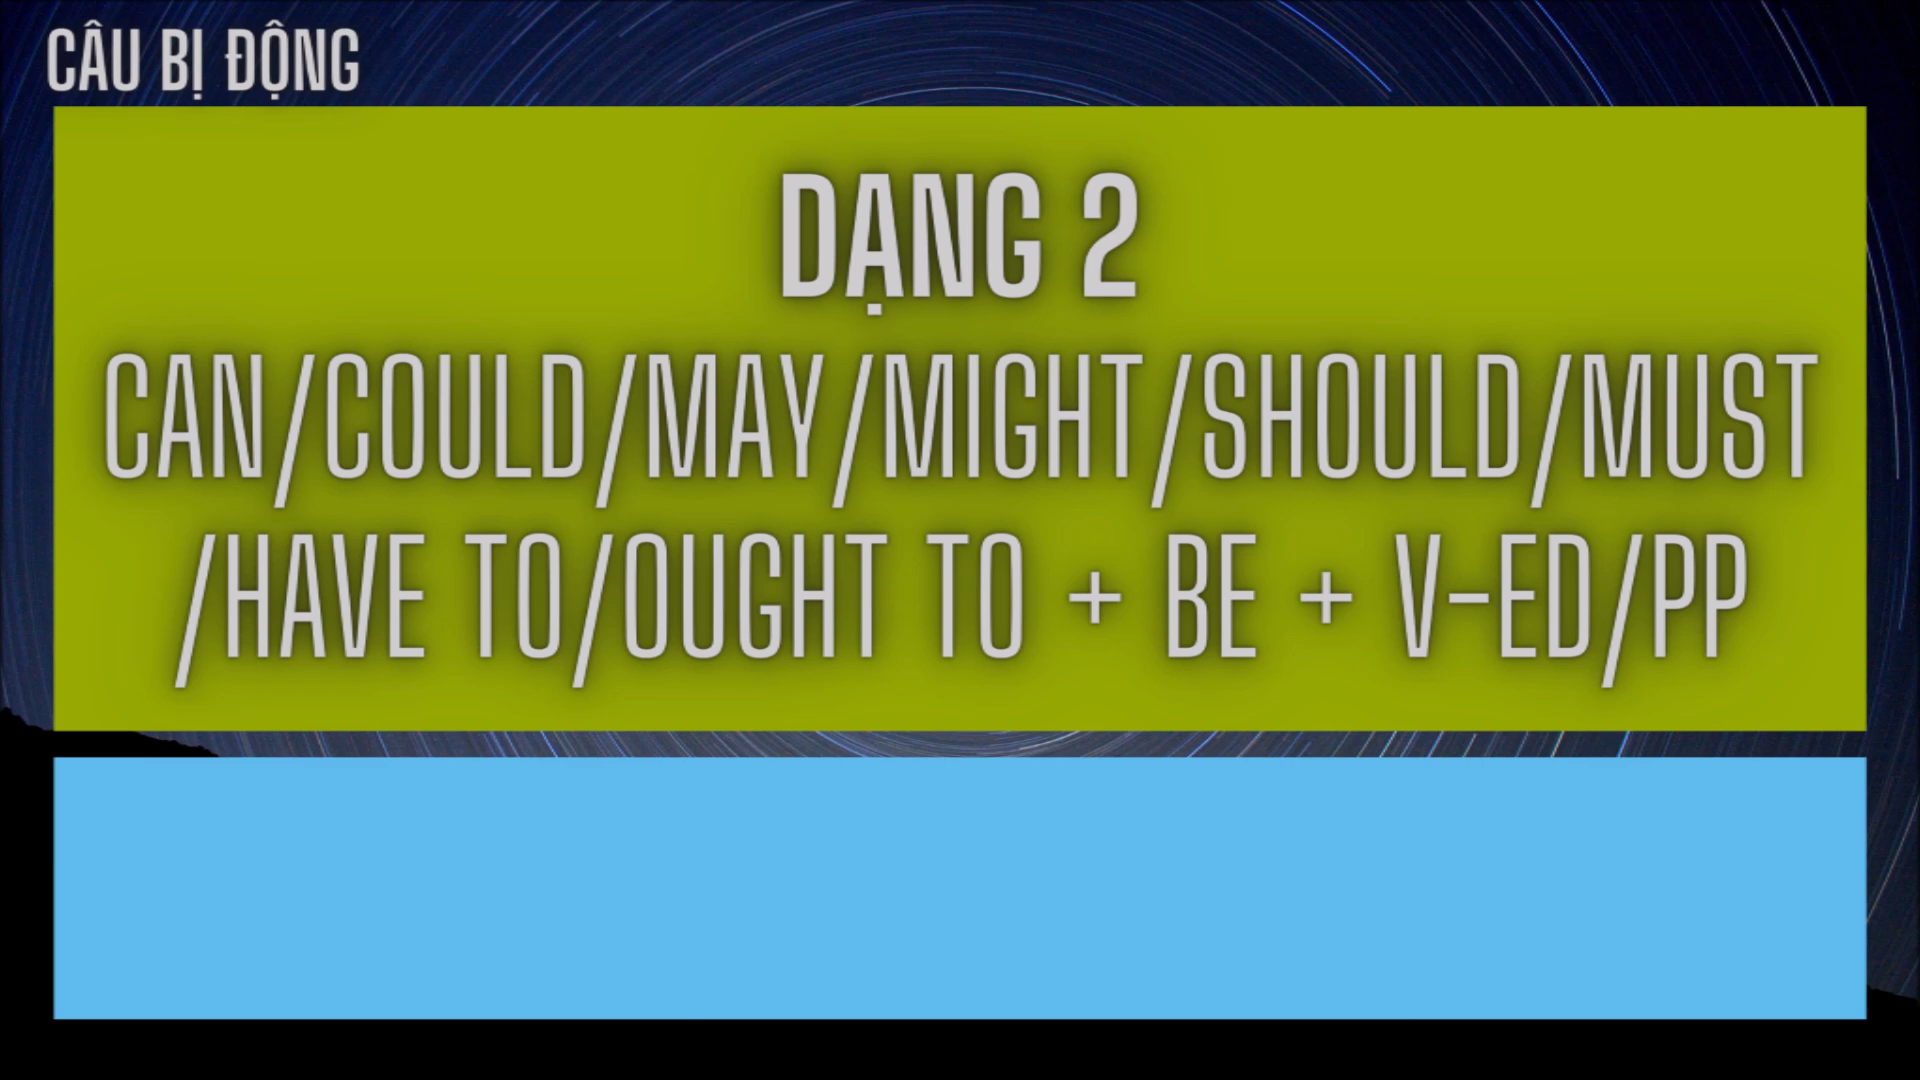 CÂU BỊ ĐỘNG
DẠNG 2
CAN/COULD/MAY/MIGHT/SHOULD/MUST
/HAVE TO/OUGHT TO + BE + V-ED/PP